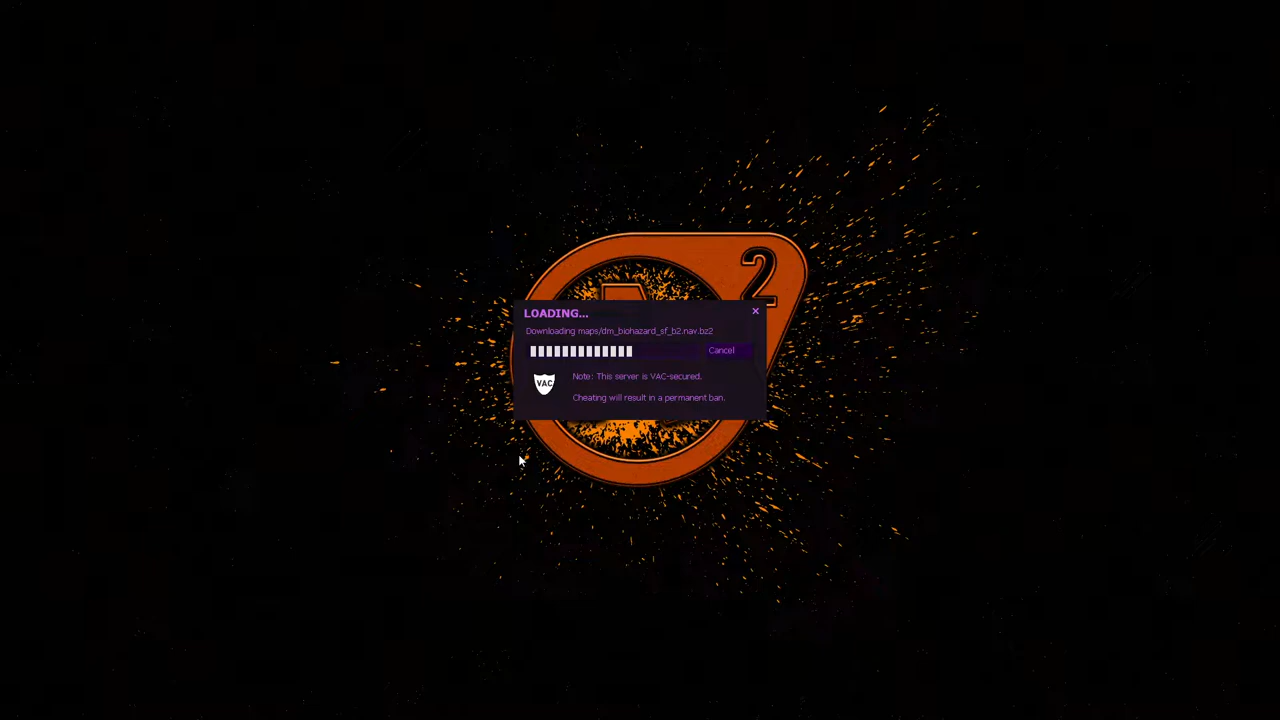 2
LOADING...
Downloading maps/dm_biohazard_sf_b2.nav.bz2
Cancel
VAC
Note: This server is VAC-secured.
Cheating will result in a permanent ban.